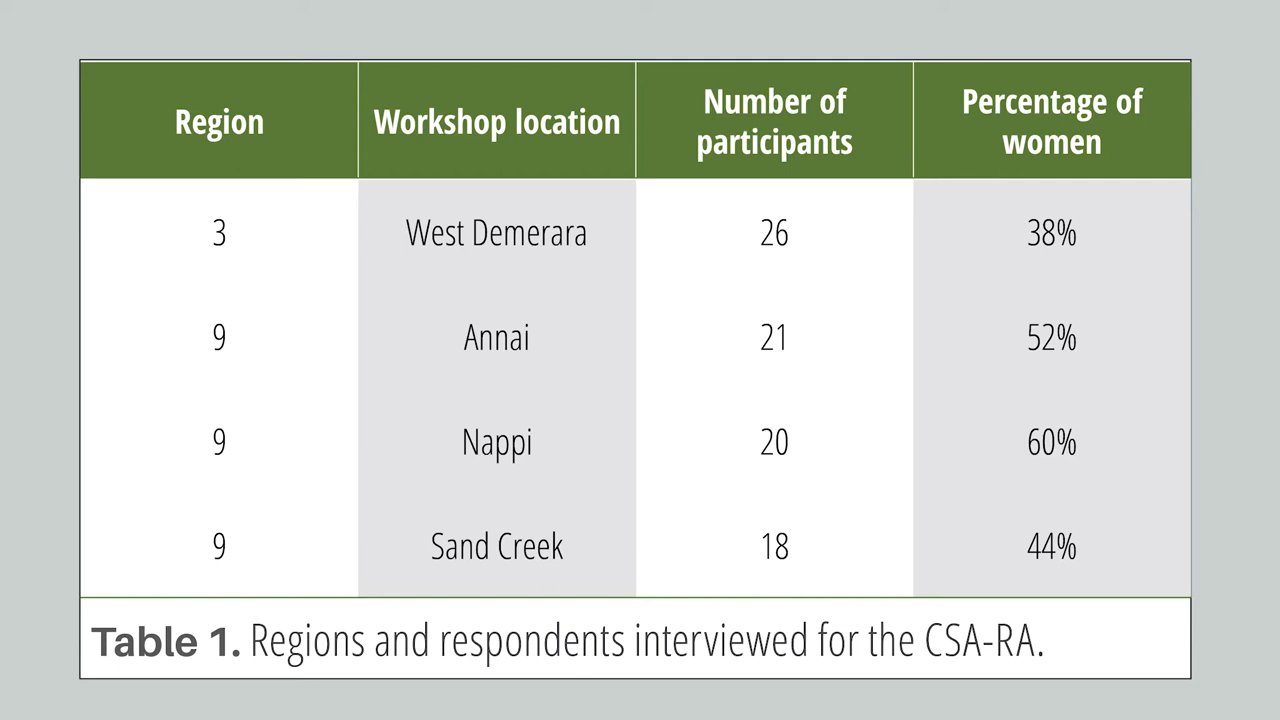 Region Workshop location Number of participants Percentage of women
3 West Demerara 26 38%
9 Annai 21 52%
9 Nappi 20 60%
9 Sand Creek 18 44%
Table 1. Regions and respondents interviewed for the CSA-RA.